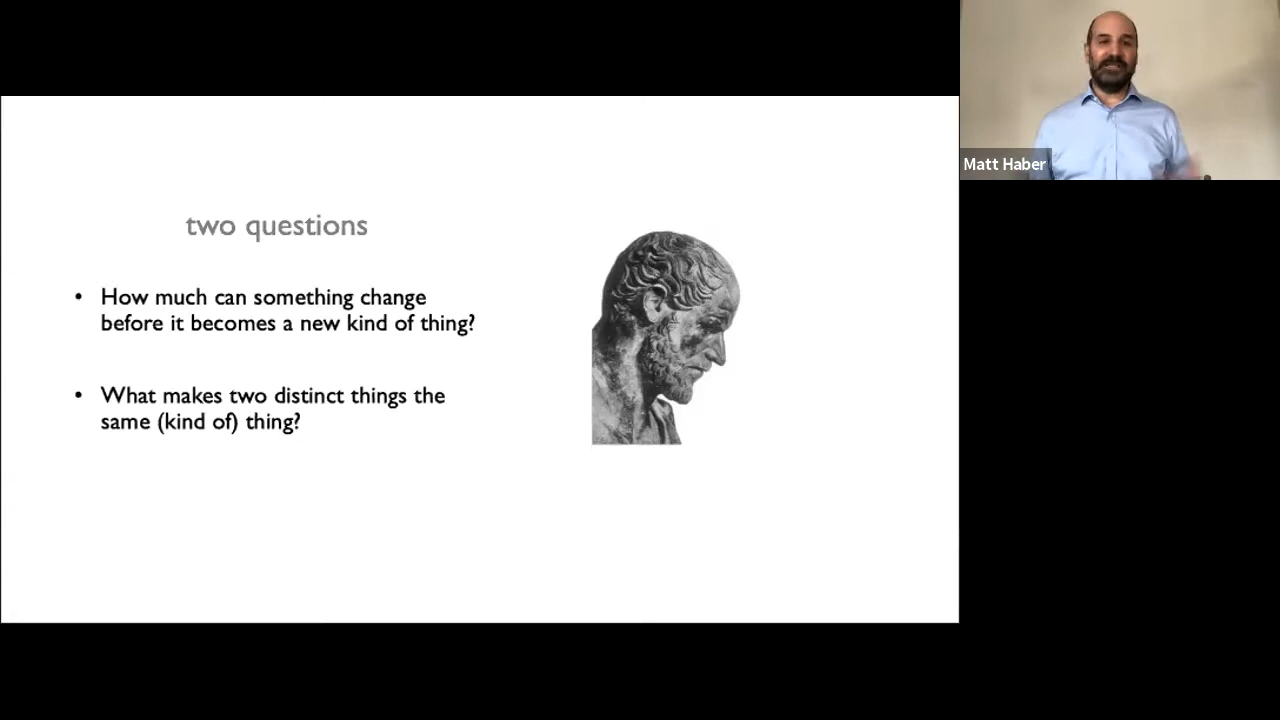 two questions
• How much can something change
before it becomes a new kind of thing?
• What makes two distinct things the
same (kind of) thing?
Matt Haber